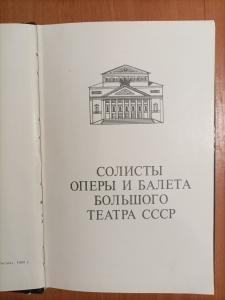 СОЛИСТЫ
ОПЕРЫ И БАЛЕТА
БОЛЬШОГО
ТЕАТРА СССР